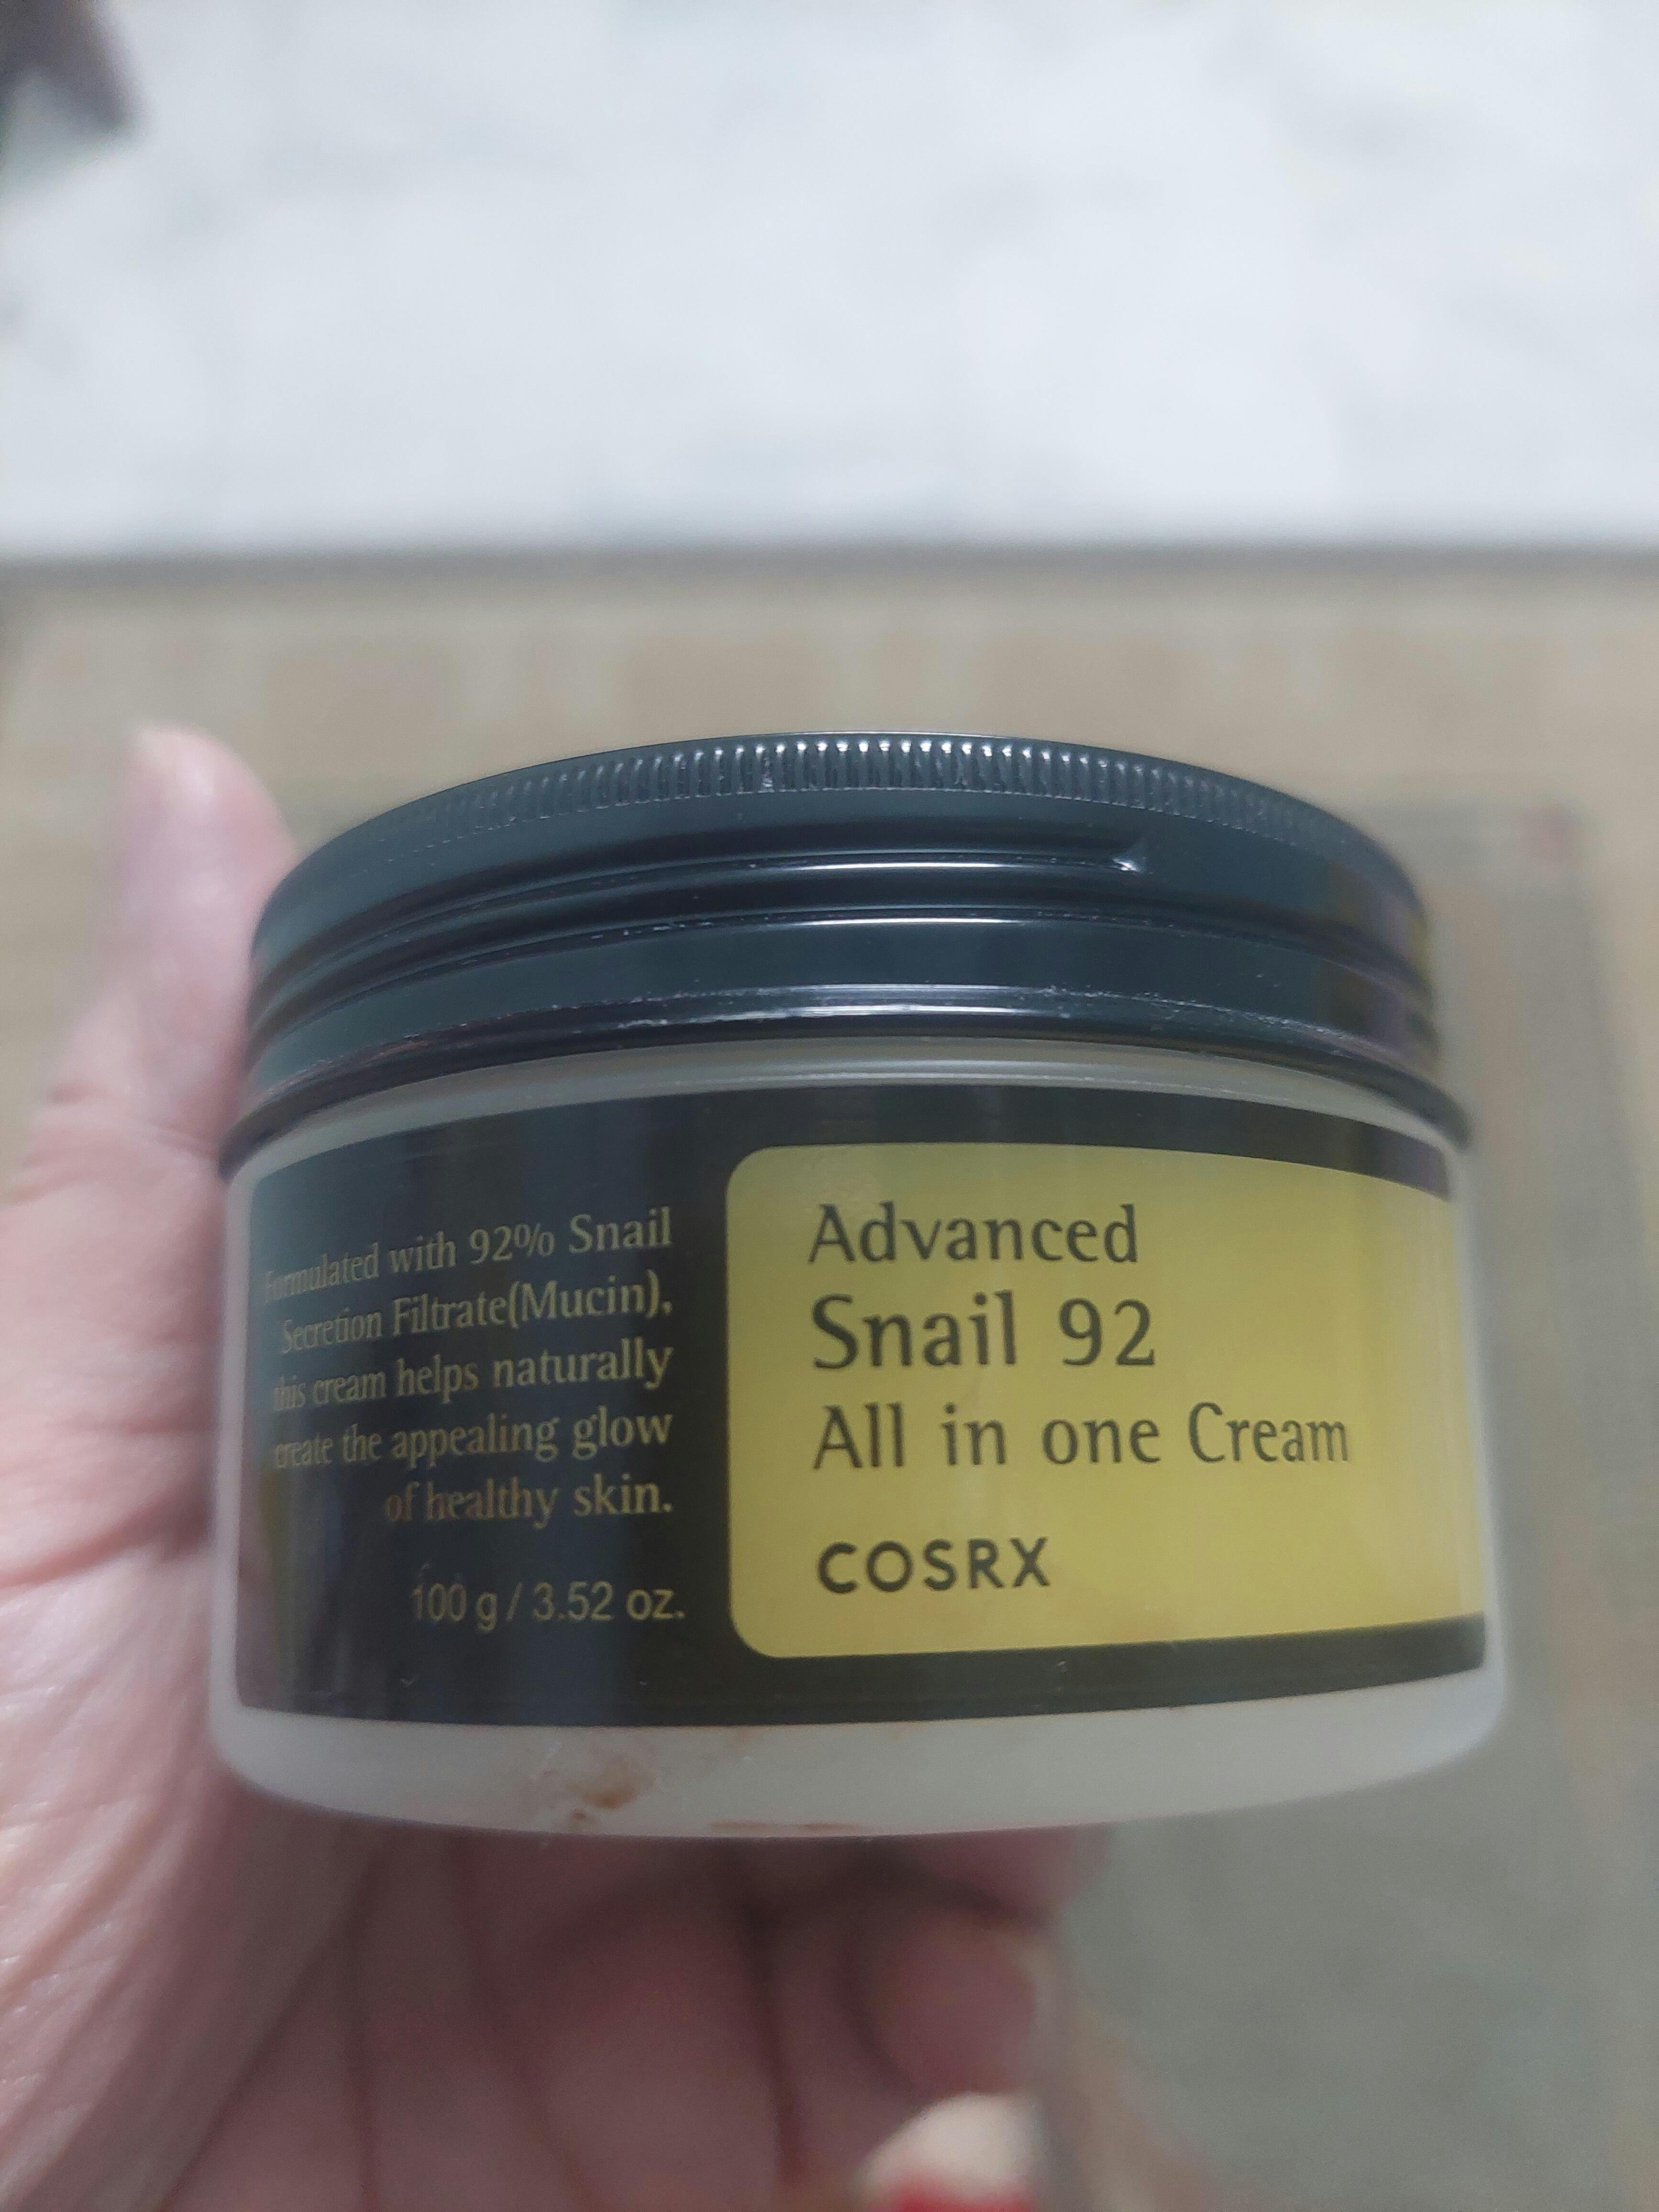 Formulated with 92% Snail
Secretion Filtrate(Mucin),
this cream helps naturally
create the appealing glow
of healthy skin.
100 g / 3.52 oz.
Advanced
Snail 92
All in one Cream
COSRX